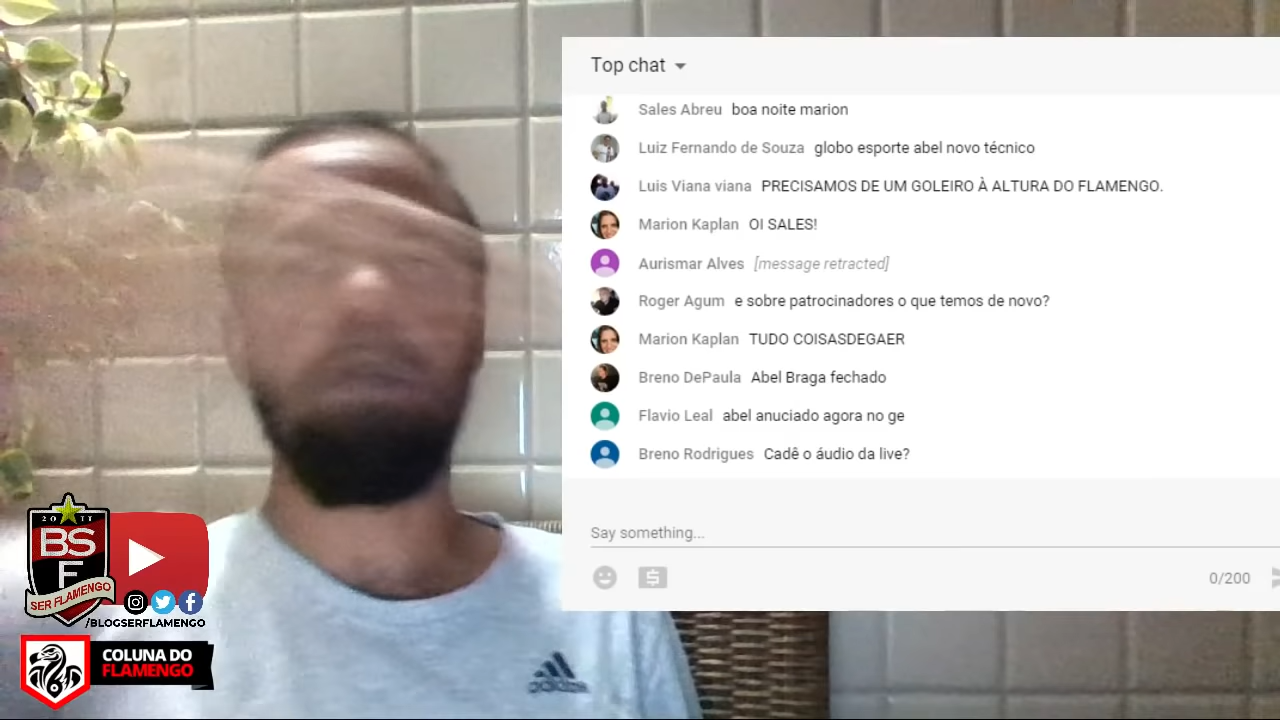 Top chat
Sales Abreu boa noite marion
Luiz Fernando de Souza globo esporte abel novo técnico
Luis Viana viana PRECISAMOS DE UM GOLEIRO À ALTURA DO FLAMENGO.
Marion Kaplan OI SALES!
Aurismar Alves [message retracted]
Roger Agum e sobre patrocinadores o que temos de novo?
Marion Kaplan TUDO COISASDEGAER
Breno DePaula Abel Braga fechado
Flavio Leal abel anuciado agora no ge
Breno Rodrigues Cadê o áudio da live?
Say something...
0/200
2011
BSF
SER FLAMENGO
/BLOGSERFLAMENGO
COLUNA DO
FLAMENGO
adidas